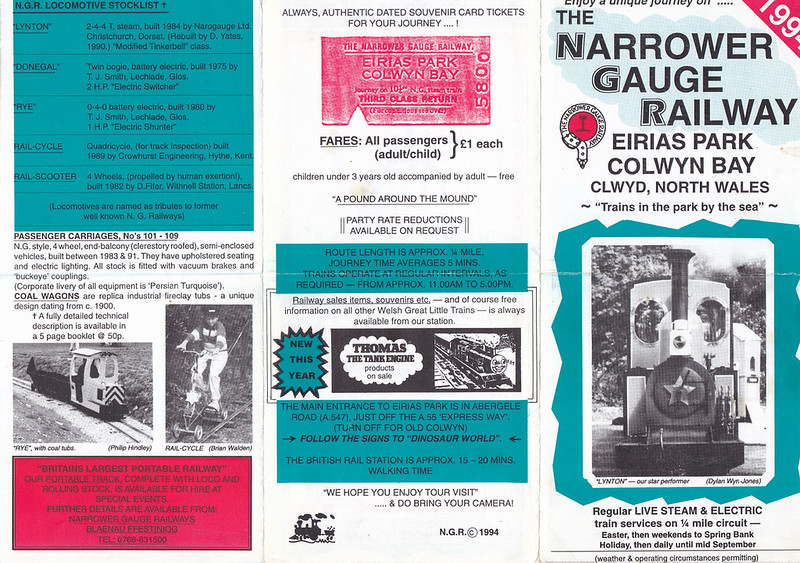 N.G.R. LOCOMOTIVE STOCKLIST †
"LYNTON" 2-4-4 T. steam, built 1984 by Narogauge Ltd.
Christchurch, Dorset. (Rebuilt by D. Yates,
1990.) "Modified Tinkerbell" class.
"DONEGAL" Twin bogie, battery electric, built 1975 by
T. J. Smith, Lechlade, Glos.
2 H.P. "Electric Switcher"
"RYE" 0-4-0 battery electric, built 1980 by
T. J. Smith, Lechlade, Glos.
1 H.P. "Electric Shunter"
RAIL-CYCLE Quadricycle, (for track inspection) built
1989 by Crowhurst Engineering, Hythe, Kent.
RAIL-SCOOTER 4 Wheels, (propelled by human exertion!).
built 1982 by D.Fifer, Withnell Station, Lancs.
(Locomotives are named as tributes to former
well known N. G. Railways)
PASSENGER CARRIAGES, No's 101 - 109
N.G. style, 4 wheel, end-balcony (clerestory roofed), semi-enclosed
vehicles, built between 1983 & 91. They have upholstered seating
and electric lighting. All stock is fitted with vacuum brakes and
'buckeye' couplings.
(Corporate livery of all equipment is 'Persian Turquoise').
COAL WAGONS are replica industrial fireclay tubs - a unique
design dating from c. 1900.
† A fully detailed technical
description is available in
a 5 page booklet @ 50p.
"RYE", with coal tubs. (Philip Hindley)
RAIL-CYCLE (Brian Walden)
"BRITAINS LARGEST PORTABLE RAILWAY"
OUR PORTABLE TRACK, COMPLETE WITH LOCO AND
ROLLING STOCK, IS AVAILABLE FOR HIRE AT
SPECIAL EVENTS.
FURTHER DETAILS ARE AVAILABLE FROM:
NARROWER GAUGE RAILWAYS
BLAENAU FFESTINIOG
TEL: 0766-831500
ALWAYS, AUTHENTIC DATED SOUVENIR CARD TICKETS
FOR YOUR JOURNEY .... !
THE NARROWER GAUGE RAILWAY.
EIRIAS PARK
COLWYN BAY
Journey on 10¼" N.G. steam train
THIRD CLASS RETURN
(For conditions see over)
5800
FARES: All passengers
(adult/child)
} £1 each
children under 3 years old accompanied by adult — free
"A POUND AROUND THE MOUND"
PARTY RATE REDUCTIONS
AVAILABLE ON REQUEST
ROUTE LENGTH IS APPROX. ¼ MILE,
JOURNEY TIME AVERAGES 5 MINS.
TRAINS OPERATE AT REGULAR INTERVALS, AS
REQUIRED — FROM APPROX. 11.00AM TO 5.00PM.
Railway sales items, souvenirs etc. — and of course free
information on all other Welsh Great Little Trains — is always
available from our station.
NEW
THIS
YEAR
THOMAS
THE TANK ENGINE
products
on sale
THE MAIN ENTRANCE TO EIRIAS PARK IS IN ABERGELE
ROAD (A.547), JUST OFF THE A.55 'EXPRESS WAY'.
(TURN OFF FOR OLD COLWYN)
→ FOLLOW THE SIGNS TO "DINOSAUR WORLD". ←
THE BRITISH RAIL STATION IS APPROX. 15 – 20 MINS.
WALKING TIME
"WE HOPE YOU ENJOY TOUR VISIT"
..... & DO BRING YOUR CAMERA!
N.G.R. © 1994
Enjoy a unique journey on .....
1994
THE
NARROWER
GAUGE
RAILWAY
THE NARROWER GAUGE RAILWAY
EIRIAS PARK
COLWYN BAY
CLWYD, NORTH WALES
~ "Trains in the park by the sea" ~
"LYNTON" — our star performer (Dylan Wyn-Jones)
Regular LIVE STEAM & ELECTRIC
train services on ¼ mile circuit —
Easter, then weekends to Spring Bank
Holiday, then daily until mid September
(weather & operating circumstances permitting)